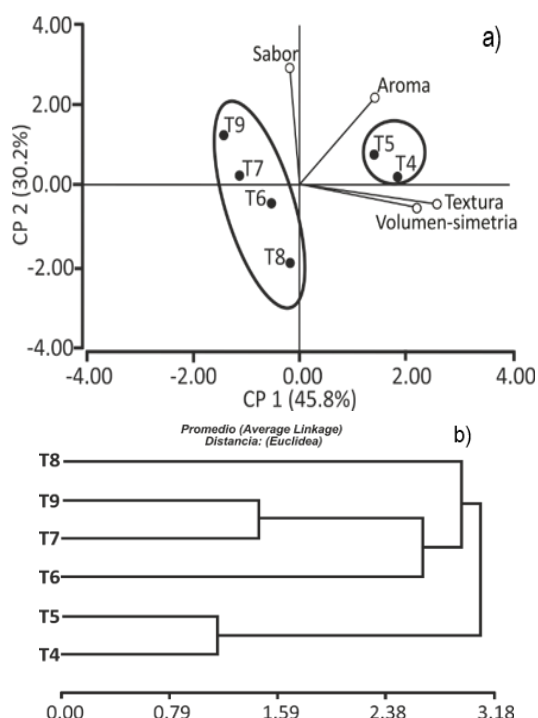 a)
4.00
Sabor
Aroma
2.00
T9
T5
T7
T4
0.00
T6
Textura
Volumen-simetria
T8
-2.00
-4.00
CP 2 (30.2%)
-4.00 -2.00 0.00 2.00 4.00
CP 1 (45.8%)
Promedio (Average Linkage)
Distancia: (Euclidea)
b)
T8
T9
T7
T6
T5
T4
0.00 0.79 1.59 2.38 3.18